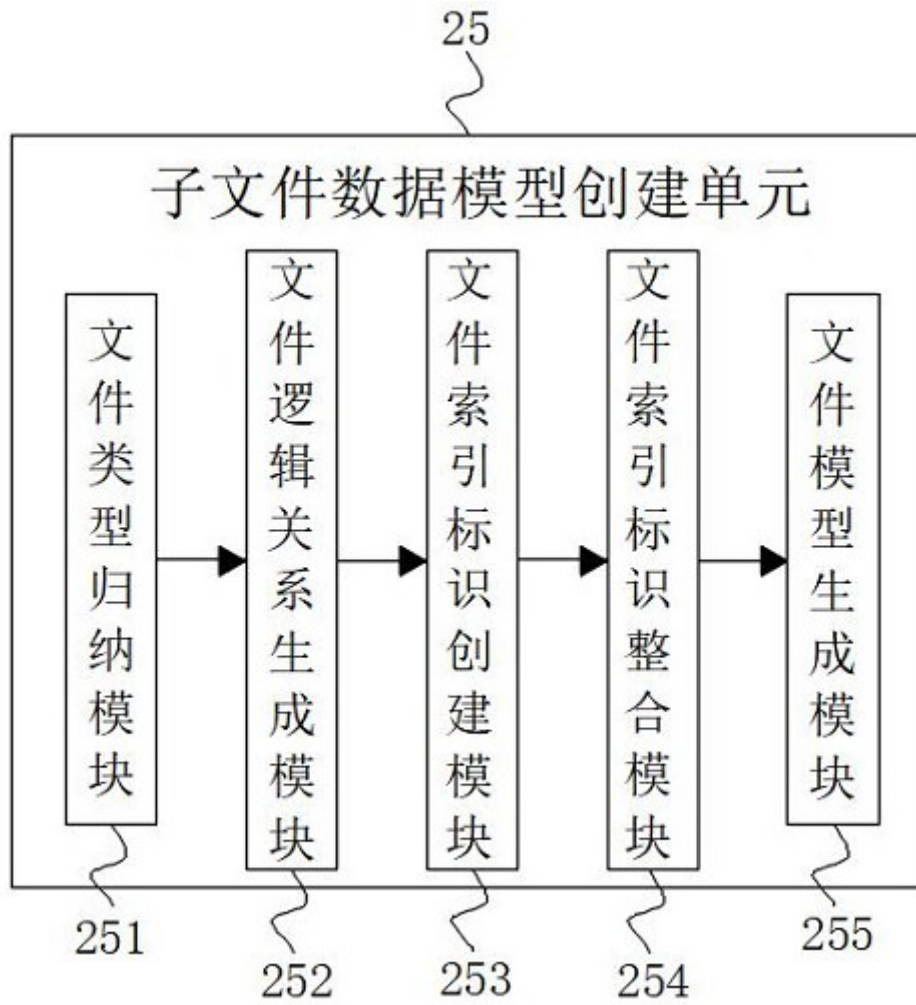 25
子文件数据模型创建单元
文件类型归纳模块
文件逻辑关系生成模块
文件索引标识创建模块
文件索引标识整合模块
文件模型生成模块
251
252
253
254
255